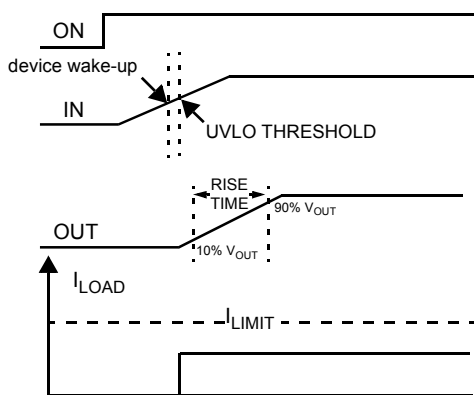 ON
device wake-up
IN
UVLO THRESHOLD
RISE
TIME
90% VOUT
OUT
10% VOUT
ILOAD
ILIMIT